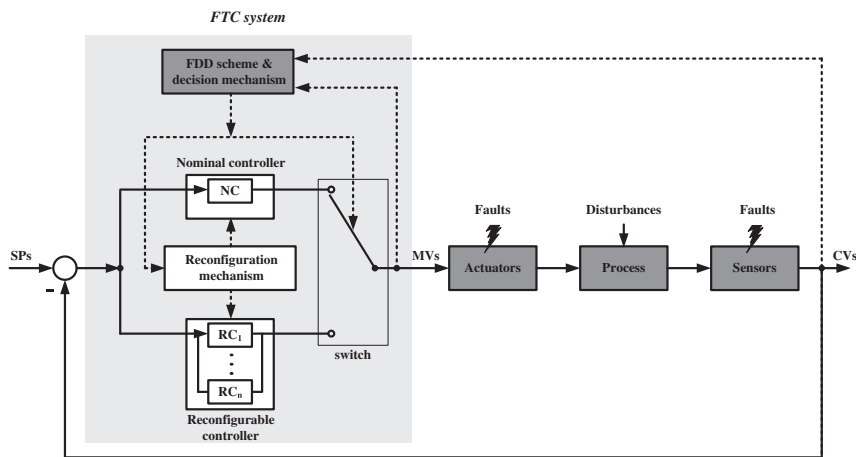 FTC system
FDD scheme &
decision mechanism
Nominal controller
NC
Faults
Disturbances
Faults
SPs
Reconfiguration
mechanism
MVs
Actuators
Process
Sensors
CVs
RC1
switch
RCn
Reconfigurable
controller